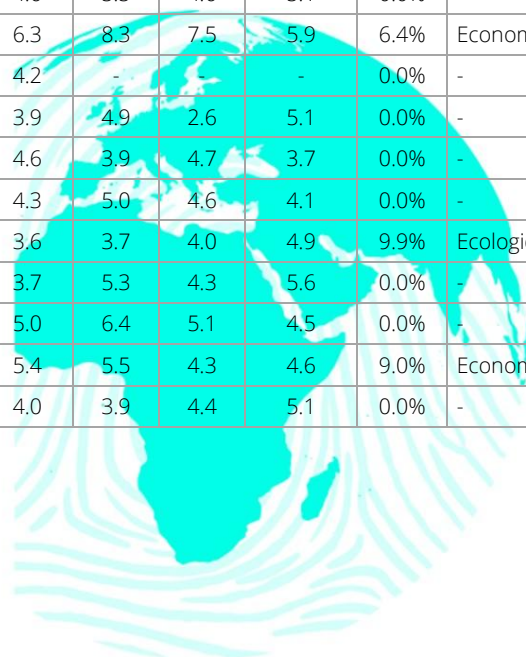 6.3 8.3 7.5 5.9 6.4% Econom
4.2 - - - 0.0% -
3.9 4.9 2.6 5.1 0.0% -
4.6 3.9 4.7 3.7 0.0% -
4.3 5.0 4.6 4.1 0.0% -
3.6 3.7 4.0 4.9 9.9% Ecologi
3.7 5.3 4.3 5.6 0.0% -
5.0 6.4 5.1 4.5 0.0% -
5.4 5.5 4.3 4.6 9.0% Econom
4.0 3.9 4.4 5.1 0.0% -